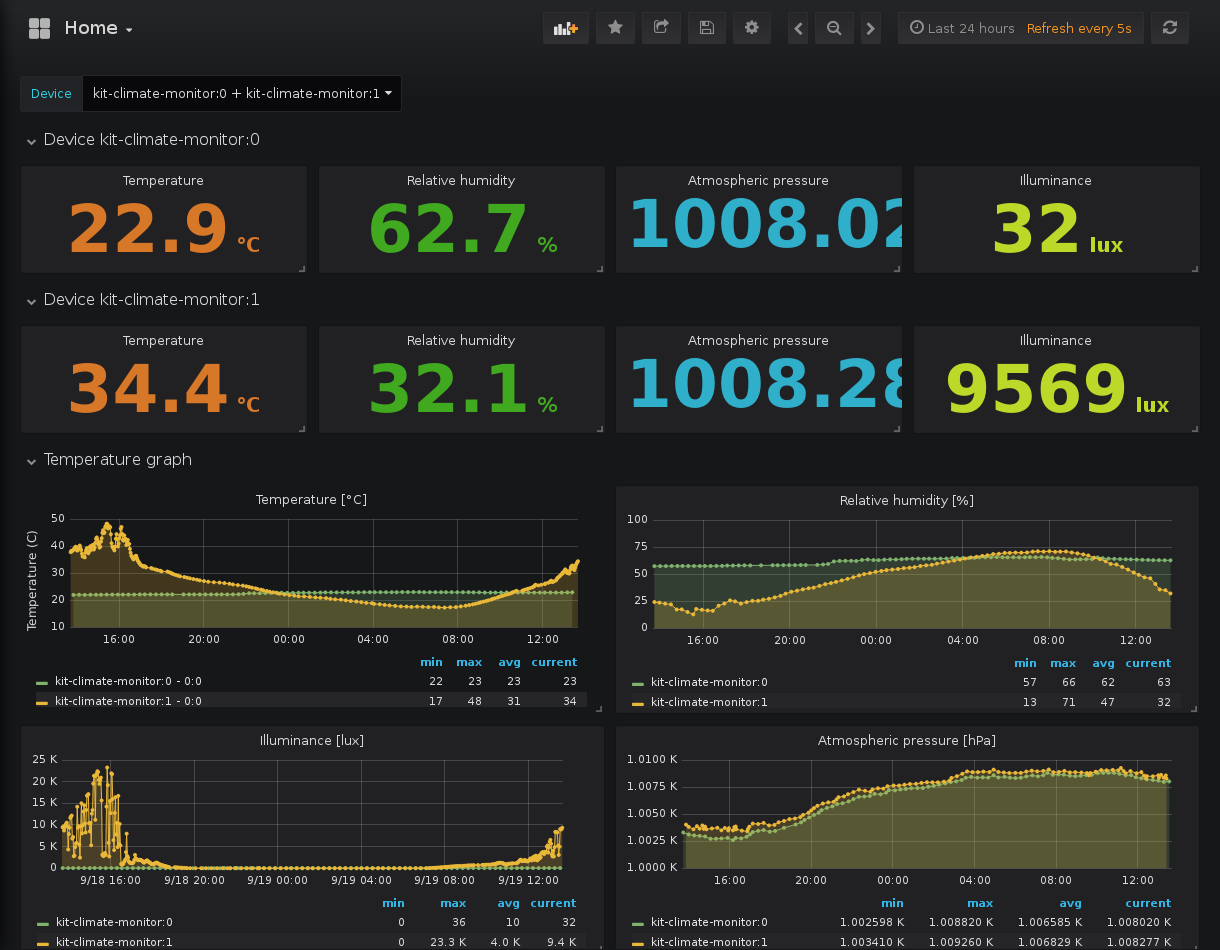 Home
Last 24 hours Refresh every 5s
Device kit-climate-monitor:0 + kit-climate-monitor:1
Device kit-climate-monitor:0
Temperature Relative humidity Atmospheric pressure Illuminance
22.9 °C 62.7 % 1008.02 32 lux
Device kit-climate-monitor:1
Temperature Relative humidity Atmospheric pressure Illuminance
34.4 °C 32.1 % 1008.28 9569 lux
Temperature graph
Temperature [°C]
Temperature (C)
50
40
30
20
10
16:00 20:00 00:00 04:00 08:00 12:00
min max avg current
kit-climate-monitor:0 - 0:0 22 23 23 23
kit-climate-monitor:1 - 0:0 17 48 31 34
Relative humidity [%]
100
75
50
25
0
16:00 20:00 00:00 04:00 08:00 12:00
min max avg current
kit-climate-monitor:0 57 66 62 63
kit-climate-monitor:1 13 71 47 32
Illuminance [lux]
25 K
20 K
15 K
10 K
5 K
0
9/18 16:00 9/18 20:00 9/19 00:00 9/19 04:00 9/19 08:00 9/19 12:00
min max avg current
kit-climate-monitor:0 0 36 10 32
kit-climate-monitor:1 0 23.3 K 4.0 K 9.4 K
Atmospheric pressure [hPa]
1.0100 K
1.0075 K
1.0050 K
1.0025 K
1.0000 K
16:00 20:00 00:00 04:00 08:00 12:00
min max avg current
kit-climate-monitor:0 1.002598 K 1.008820 K 1.006585 K 1.008020 K
kit-climate-monitor:1 1.003410 K 1.009260 K 1.006829 K 1.008277 K